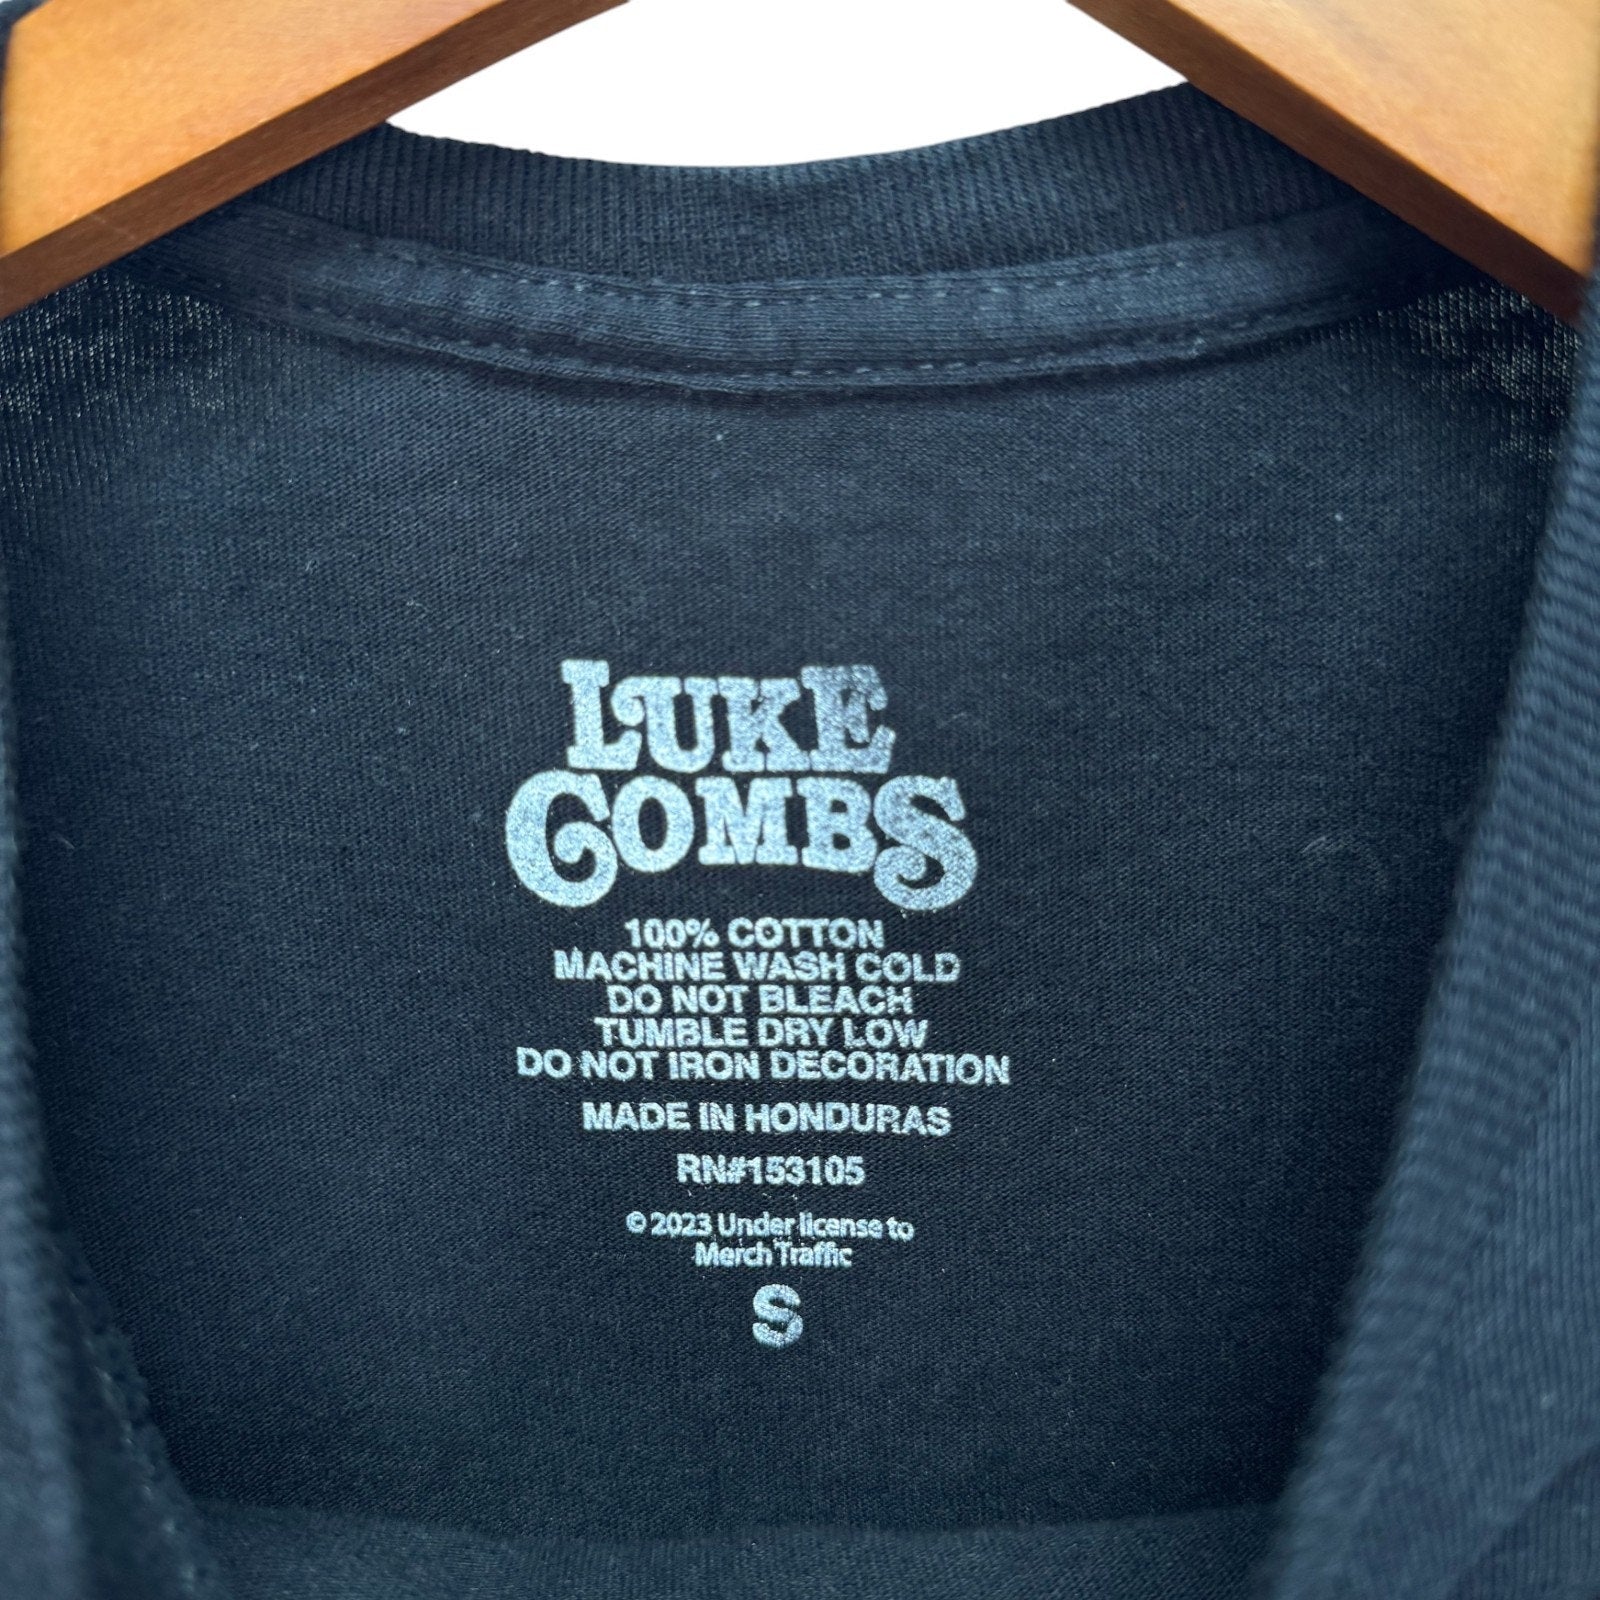 LUKE
COMBS
100% COTTON
MACHINE WASH COLD
DO NOT BLEACH
TUMBLE DRY LOW
DO NOT IRON DECORATION
MADE IN HONDURAS
RN#153105
© 2023 Under license to
Merch Traffic
S